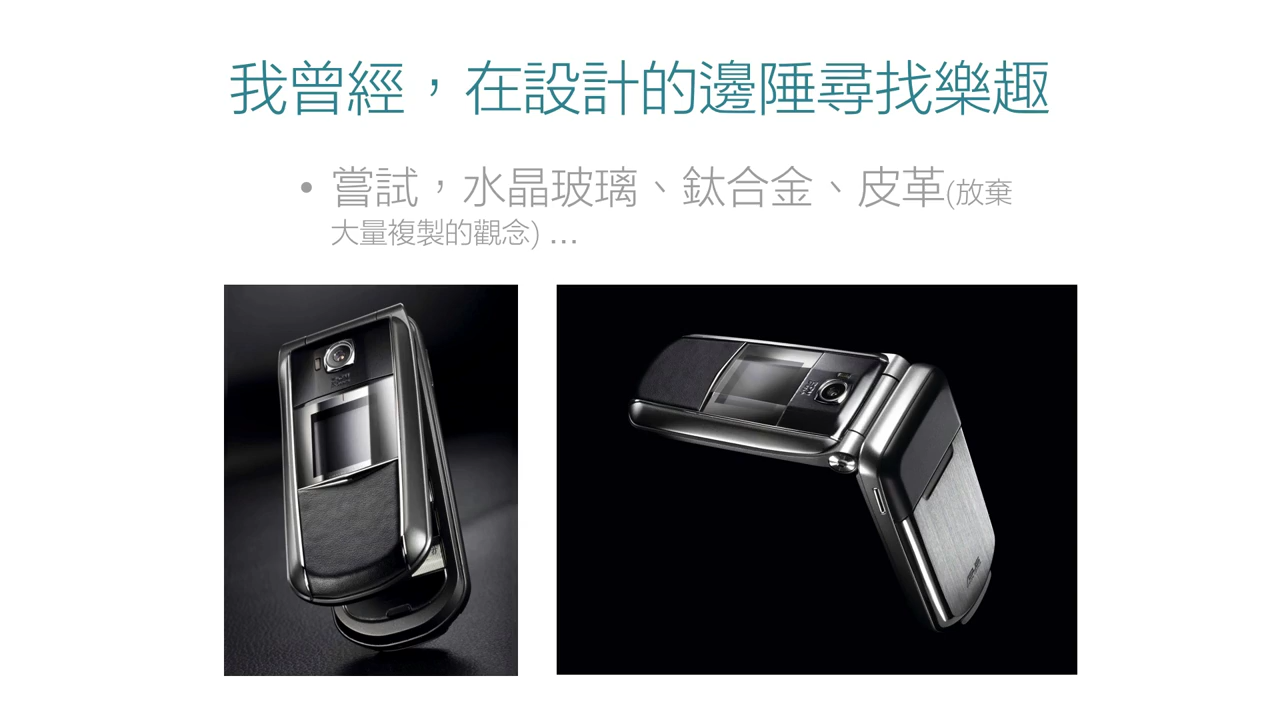 我曾經，在設計的邊陲尋找樂趣
• 嘗試，水晶玻璃、鈦合金、皮革(放棄
大量複製的觀念) …